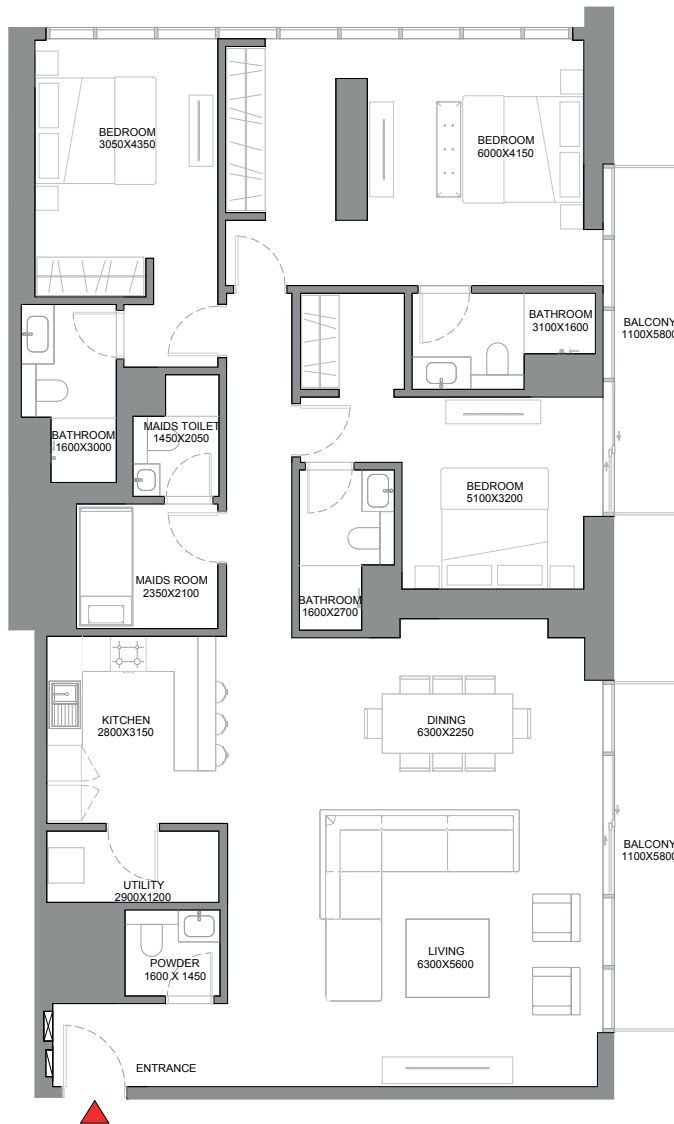 BEDROOM
3050X4350
BEDROOM
6000X4150
BATHROOM
3100X1600
BALCONY
1100X5800
BATHROOM
1600X3000
MAIDS TOILET
1450X2050
BEDROOM
5100X3200
MAIDS ROOM
2350X2100
BATHROOM
1600X2700
KITCHEN
2800X3150
DINING
6300X2250
BALCONY
1100X5800
UTILITY
2900X1200
LIVING
6300X5600
POWDER
1600 X 1450
ENTRANCE